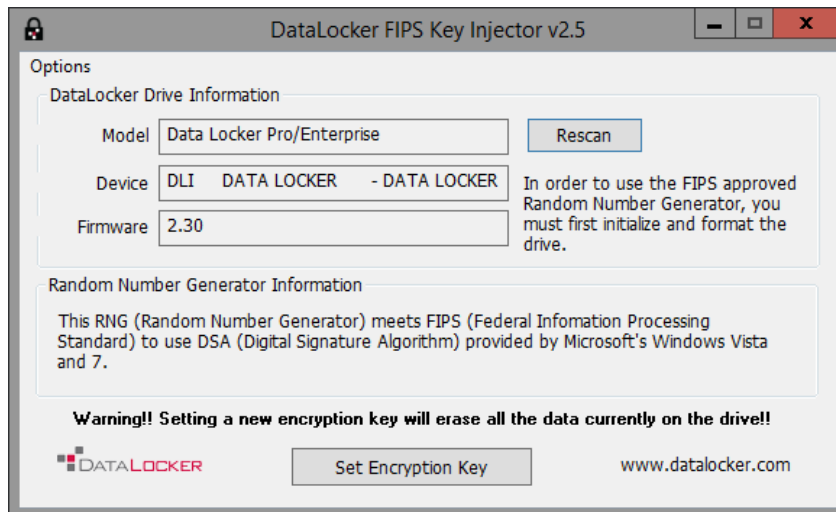 DataLocker FIPS Key Injector v2.5
Options
DataLocker Drive Information
Model Data Locker Pro/Enterprise Rescan
Device DLI DATA LOCKER - DATA LOCKER
Firmware 2.30
In order to use the FIPS approved
Random Number Generator, you
must first initialize and format the
drive.
Random Number Generator Information
This RNG (Random Number Generator) meets FIPS (Federal Infomation Processing
Standard) to use DSA (Digital Signature Algorithm) provided by Microsoft's Windows Vista
and 7.
Warning!! Setting a new encryption key will erase all the data currently on the drive!!
DATALOCKER Set Encryption Key www.datalocker.com